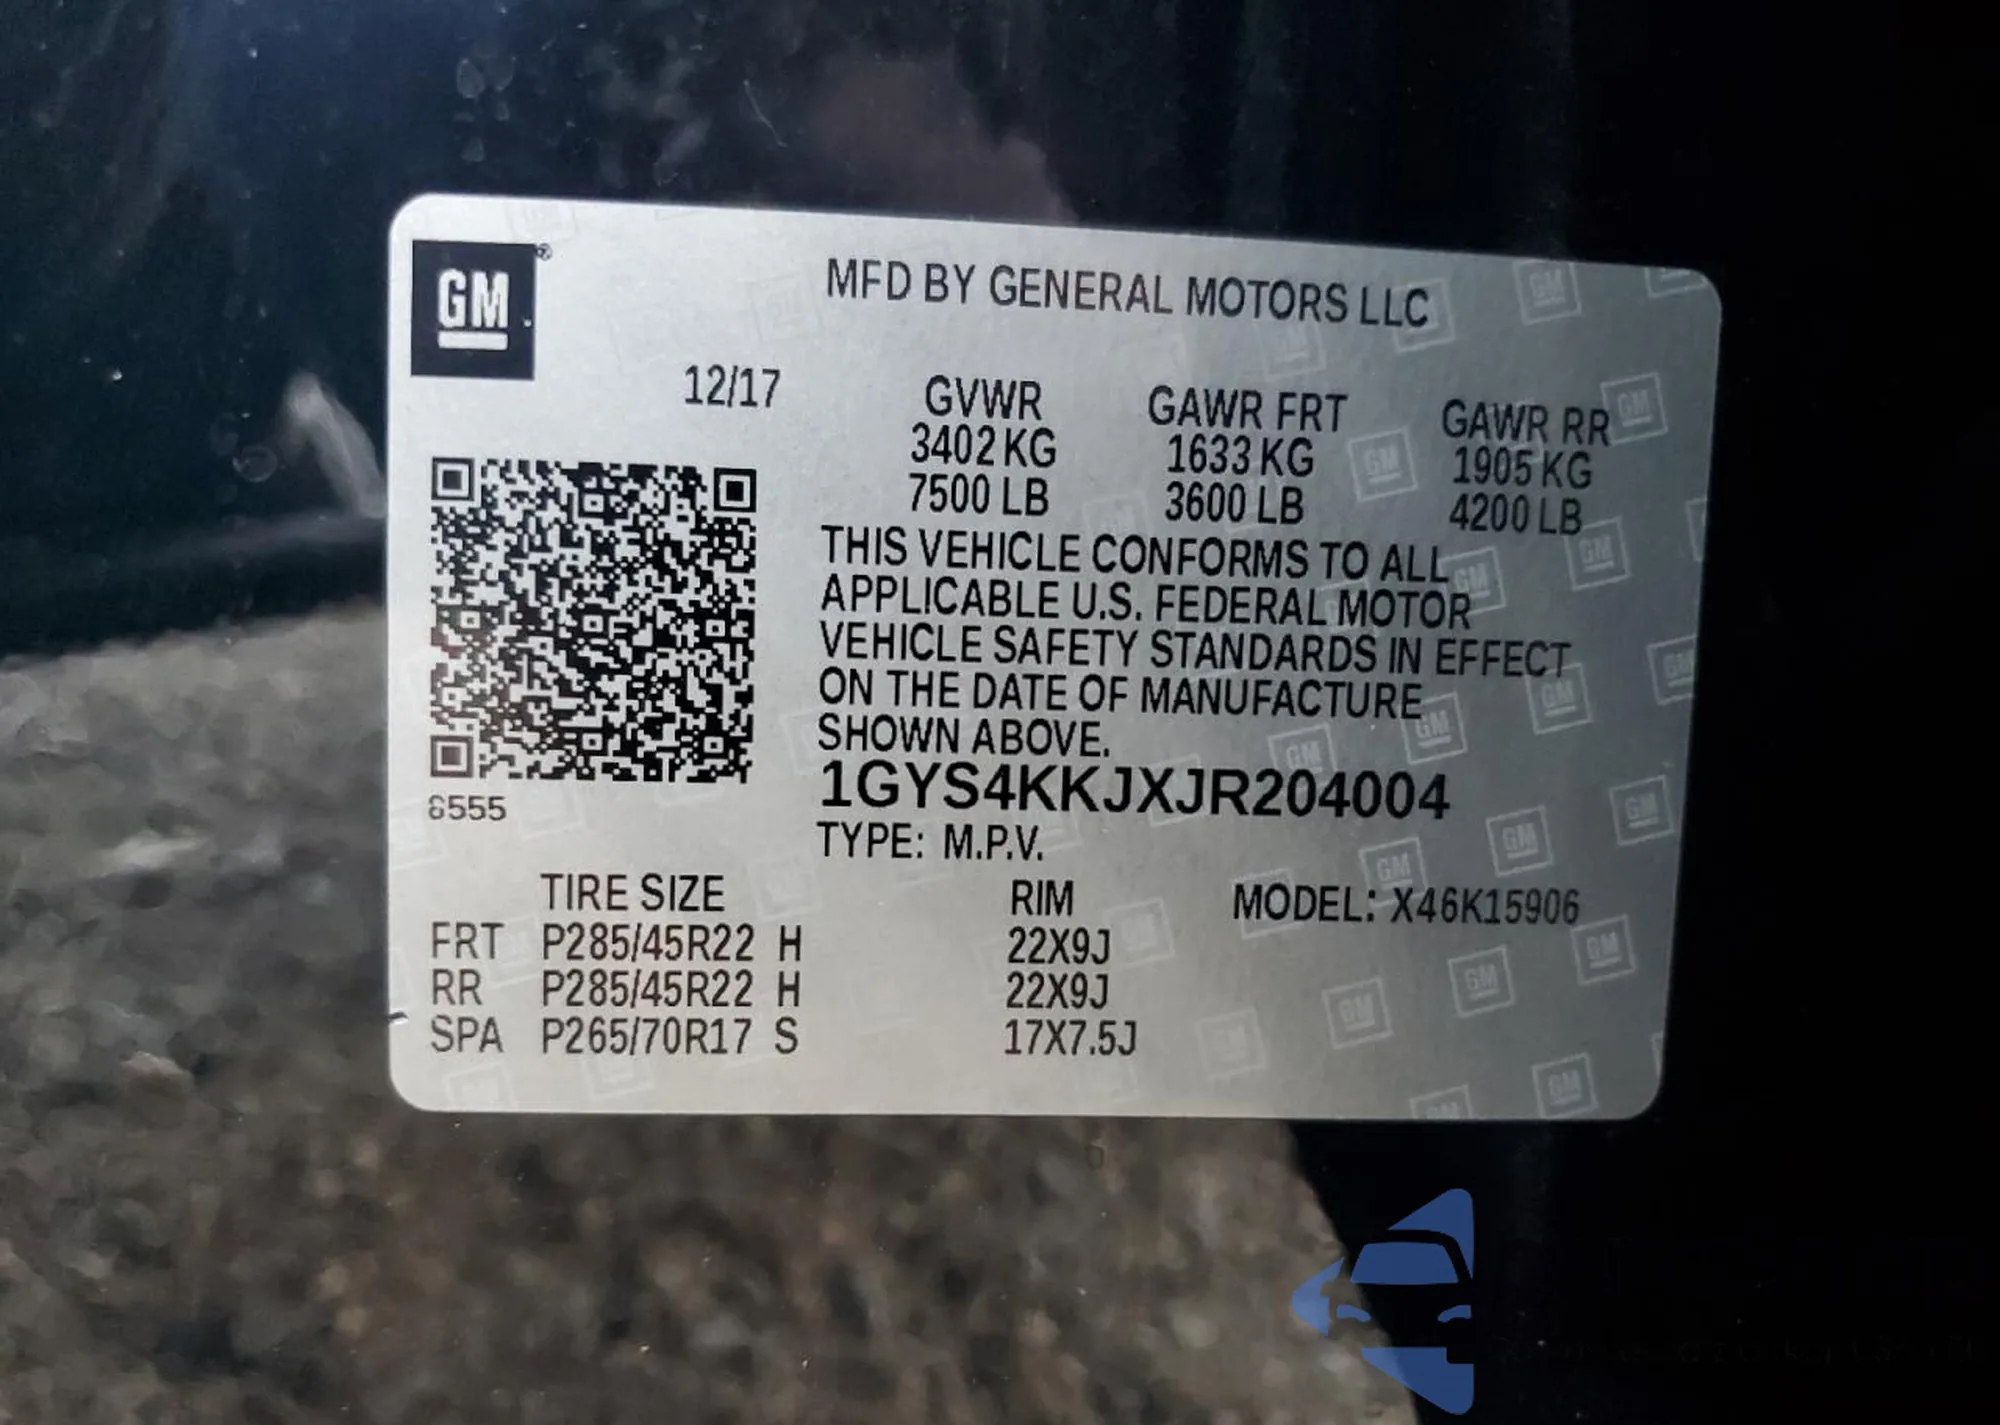 GM
MFD BY GENERAL MOTORS LLC
12/17
GVWR GAWR FRT GAWR RR
3402 KG 1633 KG 1905 KG
7500 LB 3600 LB 4200 LB
THIS VEHICLE CONFORMS TO ALL
APPLICABLE U.S. FEDERAL MOTOR
VEHICLE SAFETY STANDARDS IN EFFECT
ON THE DATE OF MANUFACTURE
SHOWN ABOVE.
1GYS4KKJXJR204004
6555
TYPE: M.P.V.
TIRE SIZE RIM MODEL: X46K15906
FRT P285/45R22 H 22X9J
RR P285/45R22 H 22X9J
SPA P265/70R17 S 17X7.5J